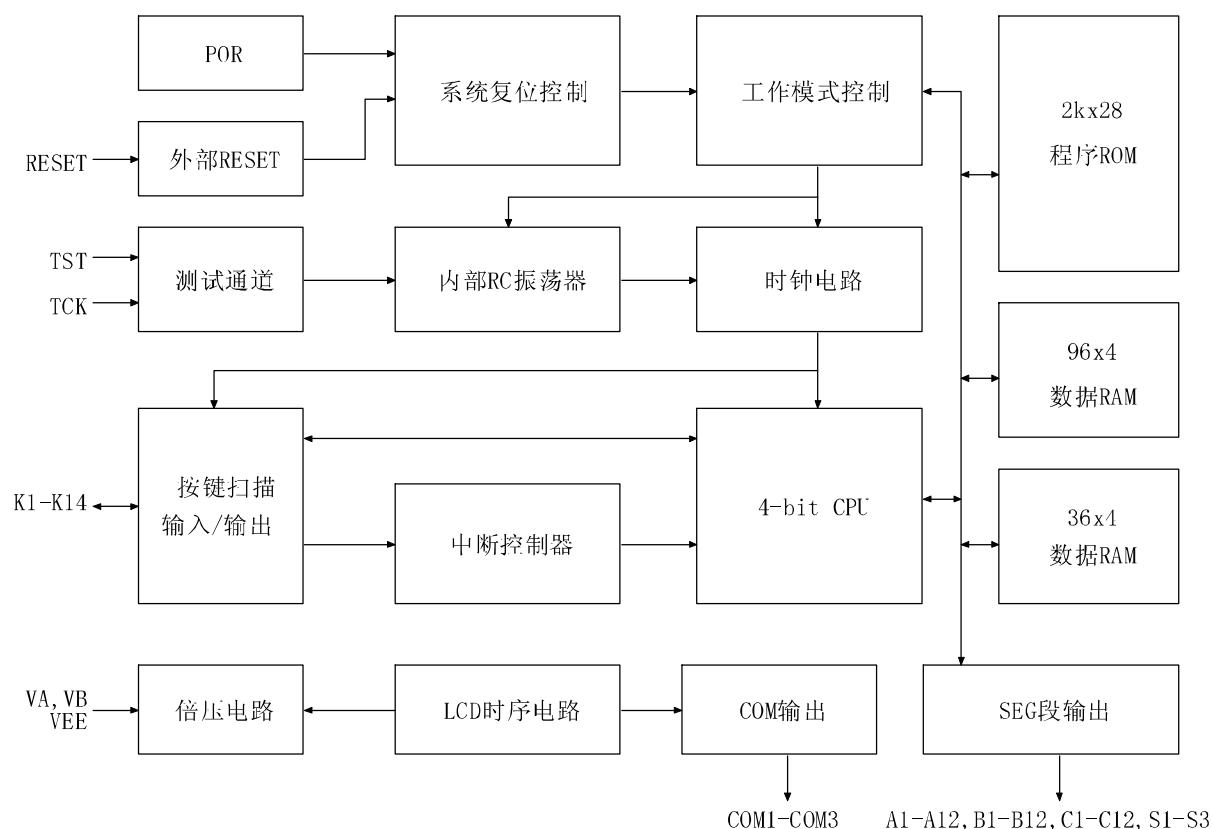 POR
系统复位控制
工作模式控制
2kx28
程序ROM
RESET
外部RESET
TST
TCK
测试通道
内部RC振荡器
时钟电路
96x4
数据RAM
K1-K14
按键扫描
输入/输出
中断控制器
4-bit CPU
36x4
数据RAM
VA, VB
VEE
倍压电路
LCD时序电路
COM输出
SEG段输出
COM1-COM3
A1-A12, B1-B12, C1-C12, S1-S3